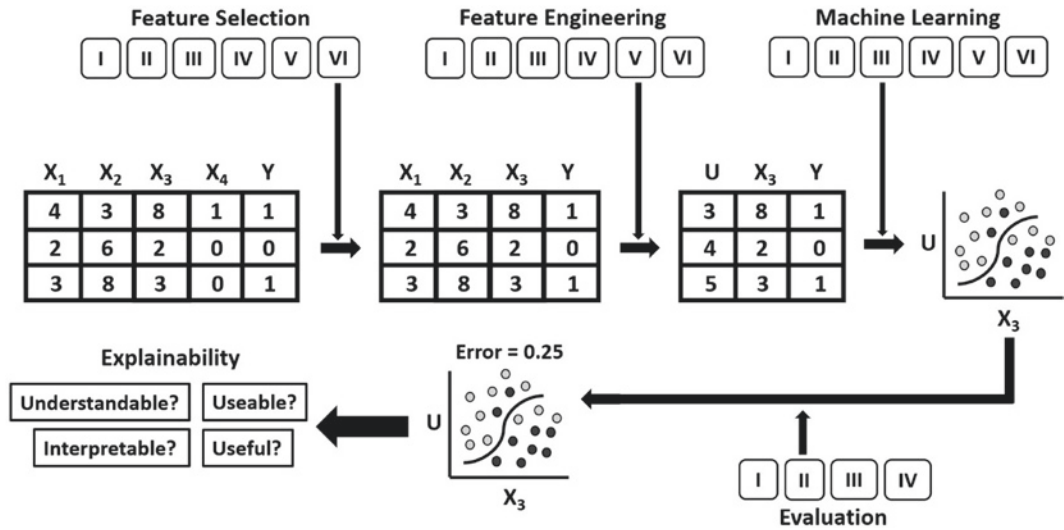 Feature Selection Feature Engineering Machine Learning
I II III IV V VI I II III IV V VI I II III IV V VI
X₁ X₂ X₃ X₄ Y X₁ X₂ X₃ Y U X₃ Y
4 3 8 1 1 4 3 8 1 3 8 1
2 6 2 0 0 2 6 2 0 4 2 0
3 8 3 0 1 3 8 3 1 5 3 1
U
X₃
Explainability
Understandable? Useable?
Interpretable? Useful?
Error = 0.25
U
X₃
I II III IV
Evaluation